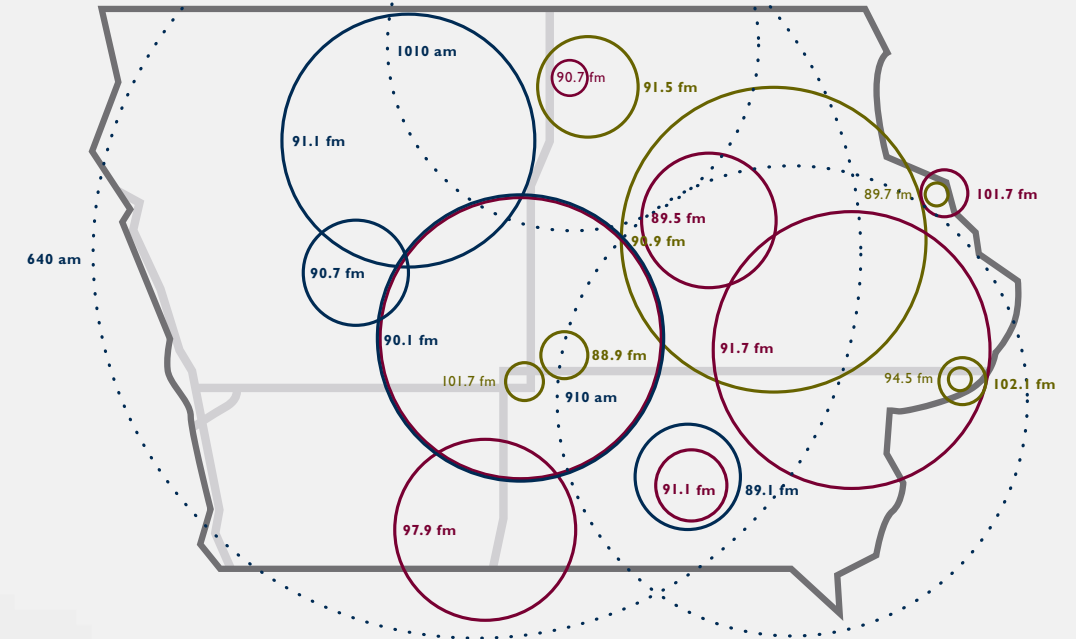 1010 am
90.7 fm
91.5 fm
91.1 fm
89.7 fm
101.7 fm
89.5 fm
90.9 fm
640 am
90.7 fm
90.1 fm
91.7 fm
88.9 fm
101.7 fm
94.5 fm
102.1 fm
910 am
91.1 fm
89.1 fm
97.9 fm